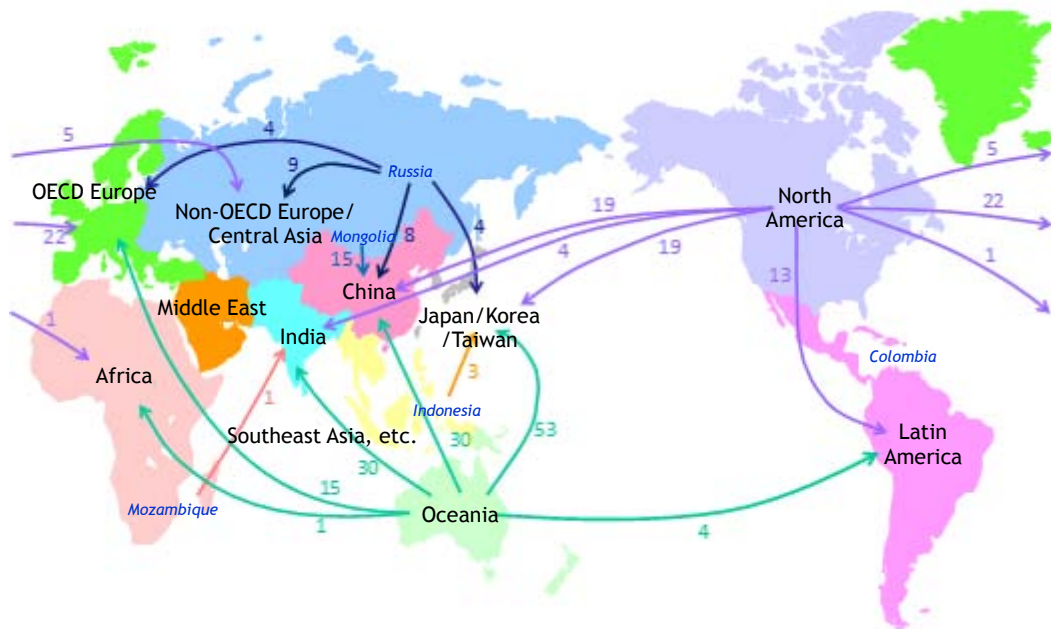 5
4
5
OECD Europe
9
Russia
North
America
22
Non-OECD Europe/
Central Asia
Mongolia
8
4
19
4
19
22
15
1
China
13
Middle East
Japan/Korea
/Taiwan
India
1
Africa
Colombia
3
1
Indonesia
Southeast Asia, etc.
30
53
Latin
America
30
15
Mozambique
Oceania
1
4